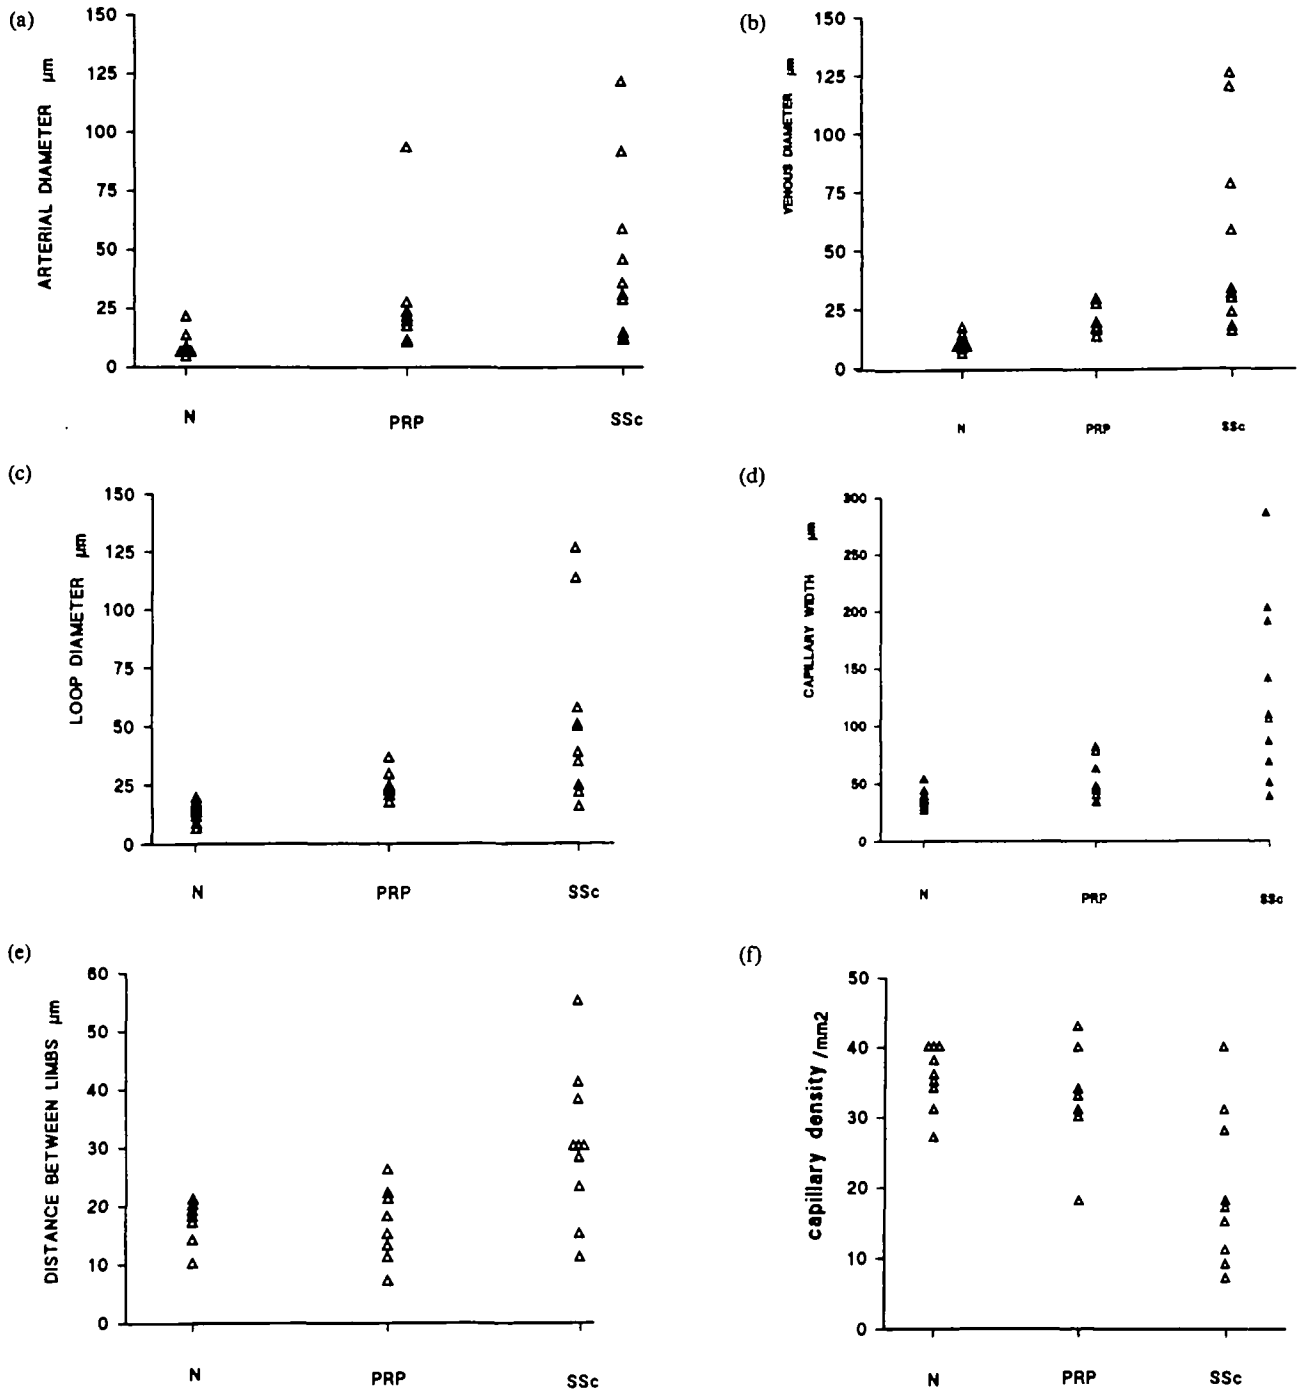 (a)
ARTERIAL DIAMETER µm
150
125
100
75
50
25
0
N
PRP
SSc
(b)
VENOUS DIAMETER µm
150
125
100
75
50
25
0
N
PRP
SSc
(c)
LOOP DIAMETER µm
150
125
100
75
50
25
0
N
PRP
SSc
(d)
CAPILLARY WIDTH µm
300
250
200
150
100
50
0
N
PRP
SSc
(e)
DISTANCE BETWEEN LIMBS µm
60
50
40
30
20
10
0
N
PRP
SSc
(f)
capillary density/mm2
50
40
30
20
10
0
N
PRP
SSc